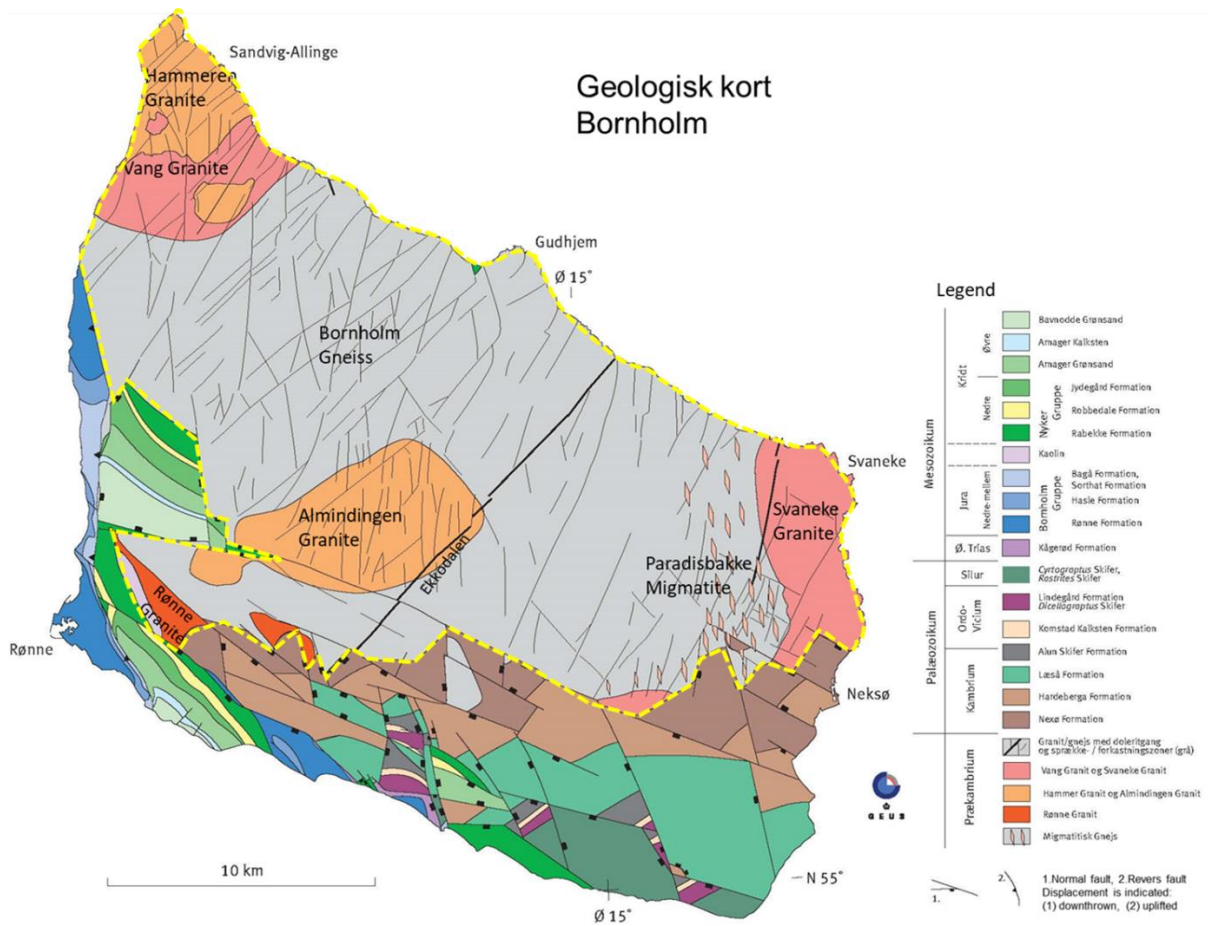 Geologisk kort
Bornholm
Sandvig-Allinge
Hammeren
Granite
Vang Granite
Gudhjem
Ø 15°
Bornholm
Gneiss
Almindingen
Granite
Ekkodalen
Paradisbakke
Migmatite
Svaneke
Svaneke
Granite
Rønne
Granite
Rønne
Neksø
10 km
N 55°
Ø 15°
Legend
Mesozoikum
Kridt
Øvre
Bavnodde Grønsand
Arnager Kalksten
Arnager Grønsand
Nedre
Nyker
Gruppe
Jydegård Formation
Robbedale Formation
Rabekke Formation
Kaolin
Jura
Nedre-mellem
Bornholm
Gruppe
Bagå Formation,
Sorthat Formation
Hasle Formation
Rønne Formation
Ø. Trias
Kågerød Formation
Palæozoikum
Silur
Cyrtograptus Skifer,
Rastrites Skifer
Ordo-
Vicium
Lindegård Formation
Dicellograptus Skifer
Komstad Kalksten Formation
Kambrium
Alun Skifer Formation
Læså Formation
Hardeberga Formation
Nexø Formation
Prækambrium
Granit/gnejs med doleritgang
og sprække- / forkastningszoner (grå)
Vang Granit og Svaneke Granit
Hammer Granit og Almindingen Granit
Rønne Granit
Migmatitisk Gnejs
GEUS
1.
2.
1.Normal fault, 2.Revers fault
Displacement is indicated:
(1) downthrown, (2) uplifted